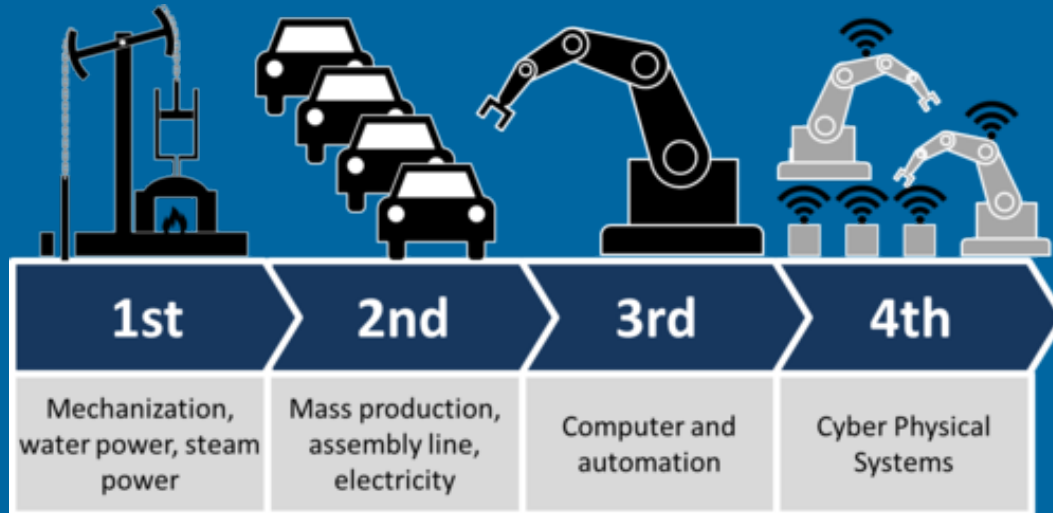 1st
2nd
3rd
4th
Mechanization,
water power, steam
power
Mass production,
assembly line,
electricity
Computer and
automation
Cyber Physical
Systems